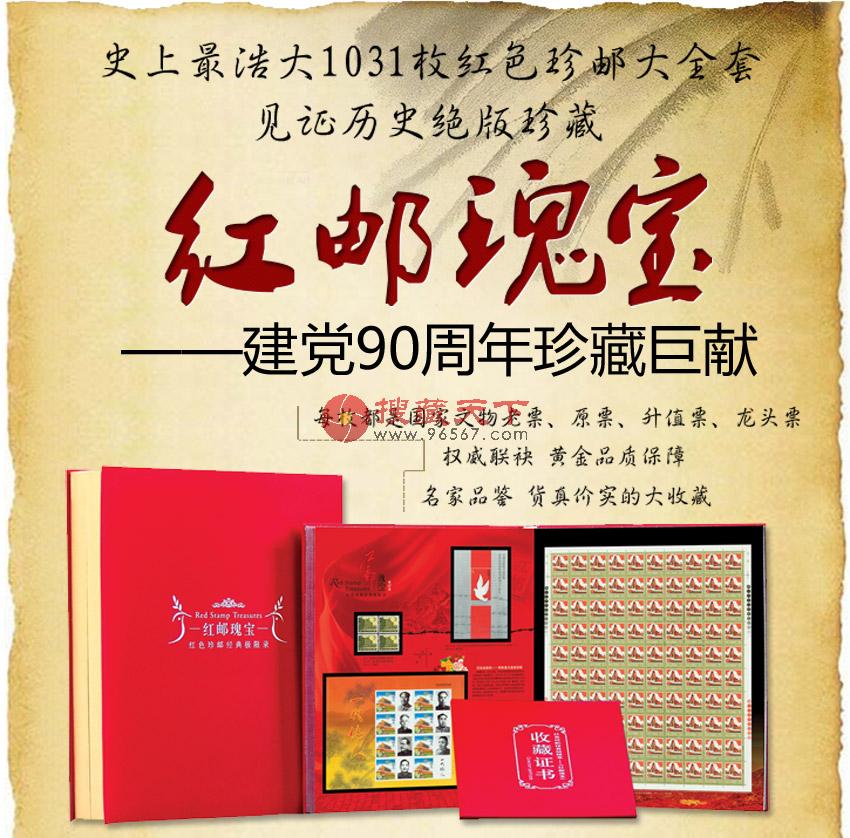 史上最浩大1031枚红色珍邮大全套
见证历史绝版珍藏
红邮瑰宝
——建党90周年珍藏巨献
搜藏天下
www.96567.com
每枚都是国家文物老票、原票、升值票、龙头票
权威联袂 黄金品质保障
名家品鉴 货真价实的大收藏
Red Stamp Treasures
红邮瑰宝
红色珍邮经典极限录
Red Stamp
Treasures
收藏证书